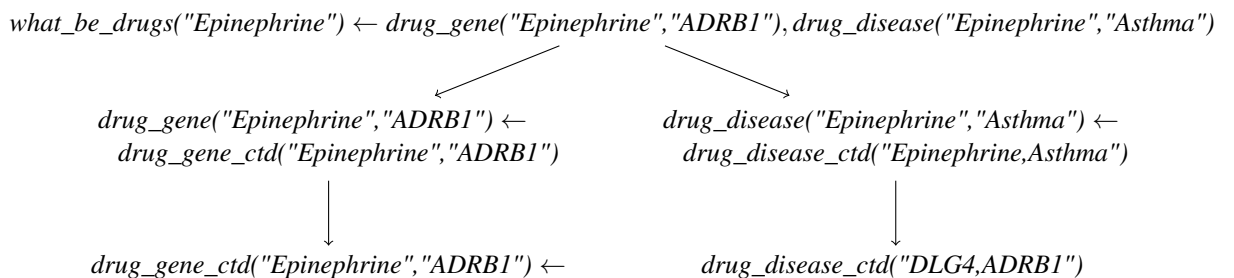 what_be_drugs("Epinephrine") ← drug_gene("Epinephrine","ADRB1"), drug_disease("Epinephrine","Asthma")
drug_gene("Epinephrine","ADRB1") ←
drug_gene_ctd("Epinephrine","ADRB1")
drug_disease("Epinephrine","Asthma") ←
drug_disease_ctd("Epinephrine,Asthma")
drug_gene_ctd("Epinephrine","ADRB1") ←
drug_disease_ctd("DLG4,ADRB1")